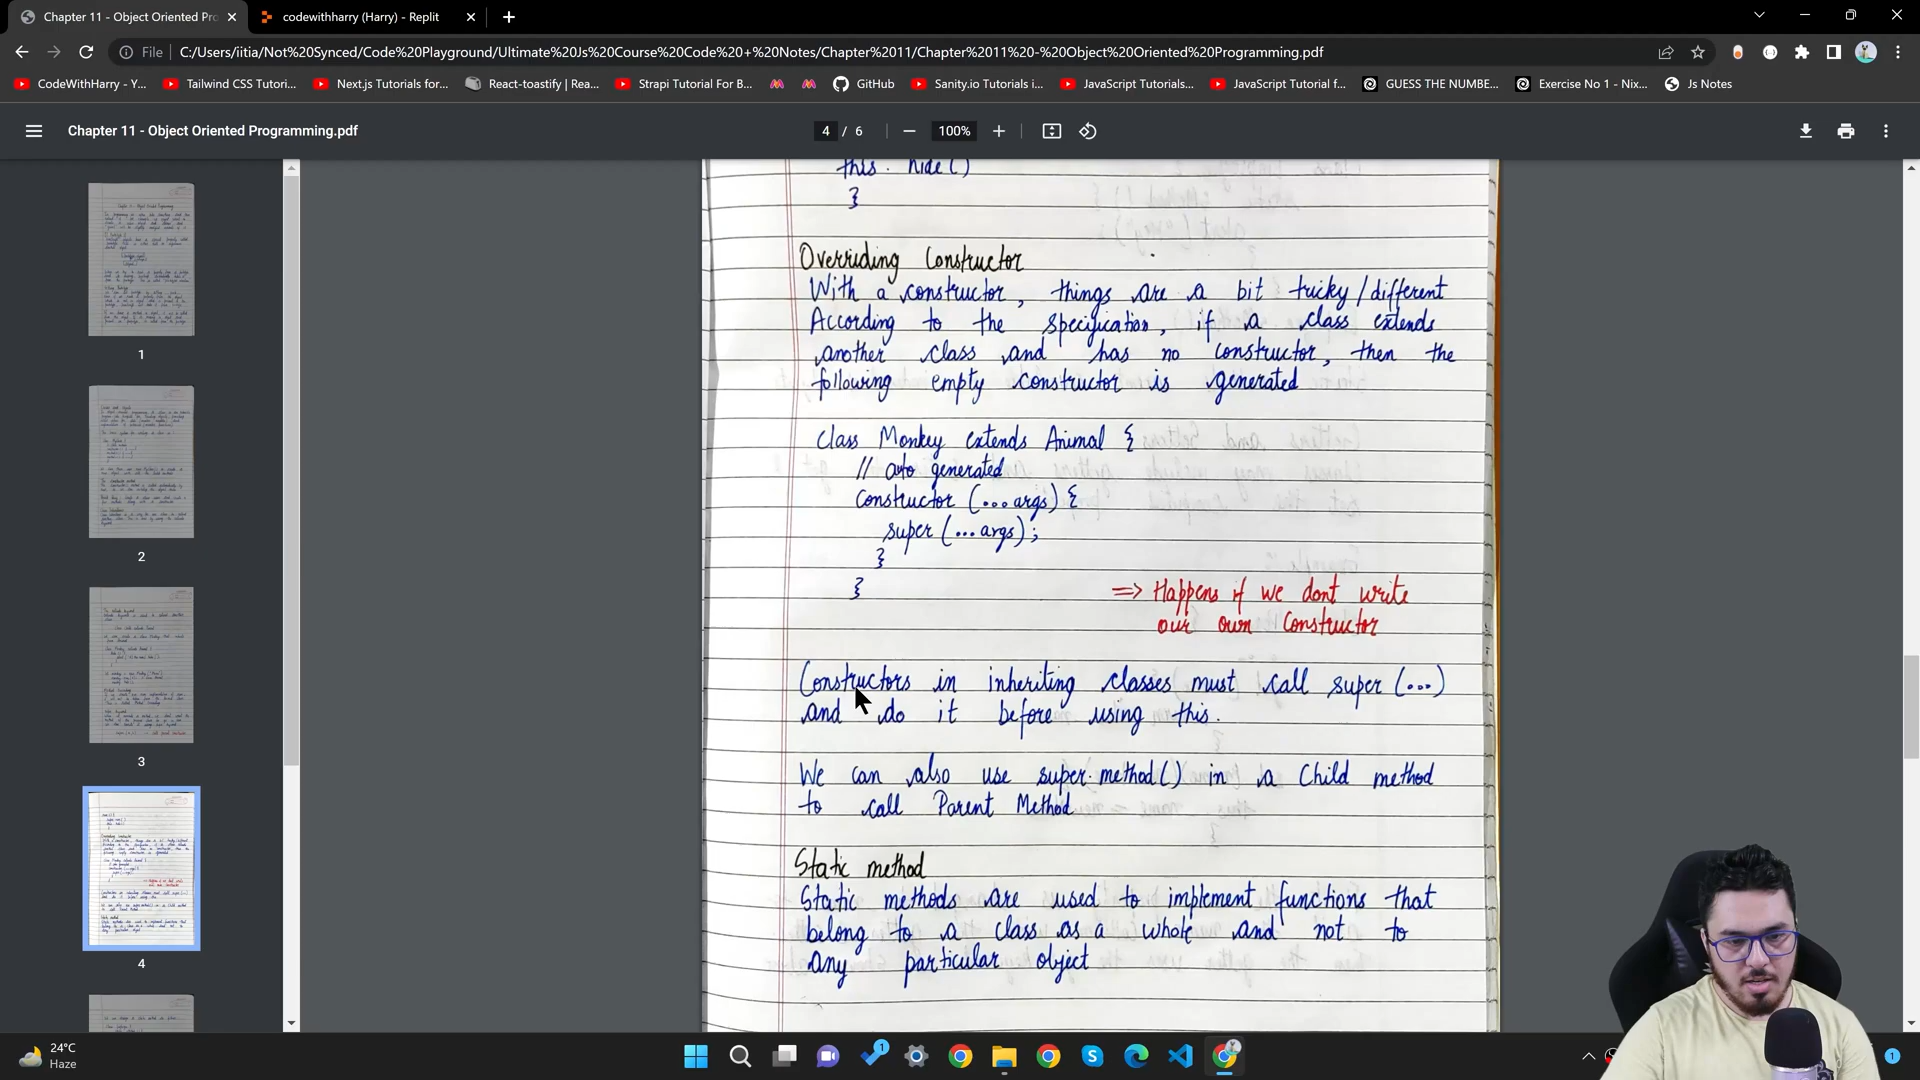 Chapter 11 - Object Oriented Pro
codewithharry (Harry) - Replit
File
C:/Users/iitia/Not%20Synced/Code%20Playground/Ultimate%20Js%20Course%20Code%20+%20Notes/Chapter%2011/Chapter%2011%20-%20Object%20Oriented%20Programming.pdf
CodeWithHarry - Y...
Tailwind CSS Tutori...
Next.js Tutorials for...
React-toastify | Rea...
Strapi Tutorial For B...
GitHub
Sanity.io Tutorials i...
JavaScript Tutorials...
JavaScript Tutorial f...
GUESS THE NUMBE...
Exercise No 1 - Nix...
Js Notes
Chapter 11 - Object Oriented Programming.pdf
4 / 6
100%
1
2
3
4
this. hide()
}
Overriding Constructor
With a constructor, things are a bit tricky/different
According to the specification, if a class extends
another class and has no constructor, then the
following empty constructor is generated
Class Monkey extends Animal {
// auto generated
constructor (...args) {
super (...args);
}
}
=> Happens if we dont write
our own Constructor
Constructors in inheriting classes must call super (...)
and do it before using this.
We can also use super.method() in a Child method
to call Parent Method
Static method
Static methods are used to implement functions that
belong to a class as a whole and not to
any particular object
24°C
Haze
1
1